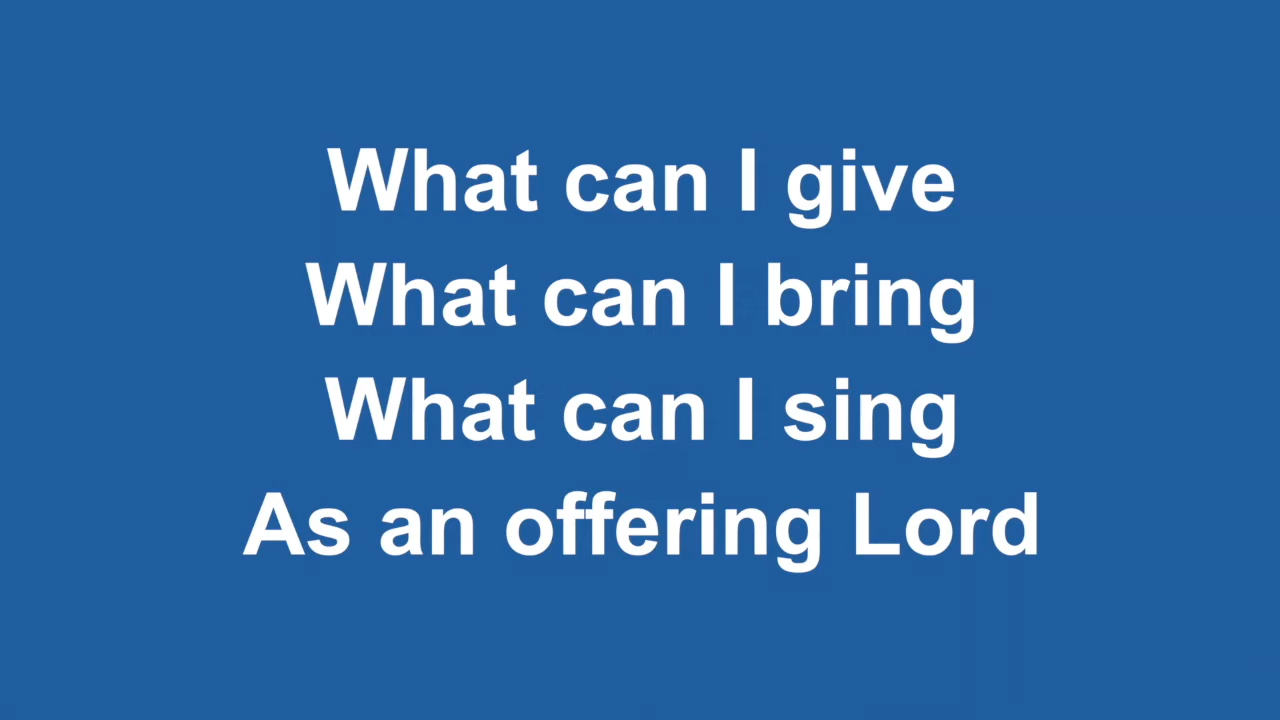 What can I give
What can I bring
What can I sing
As an offering Lord